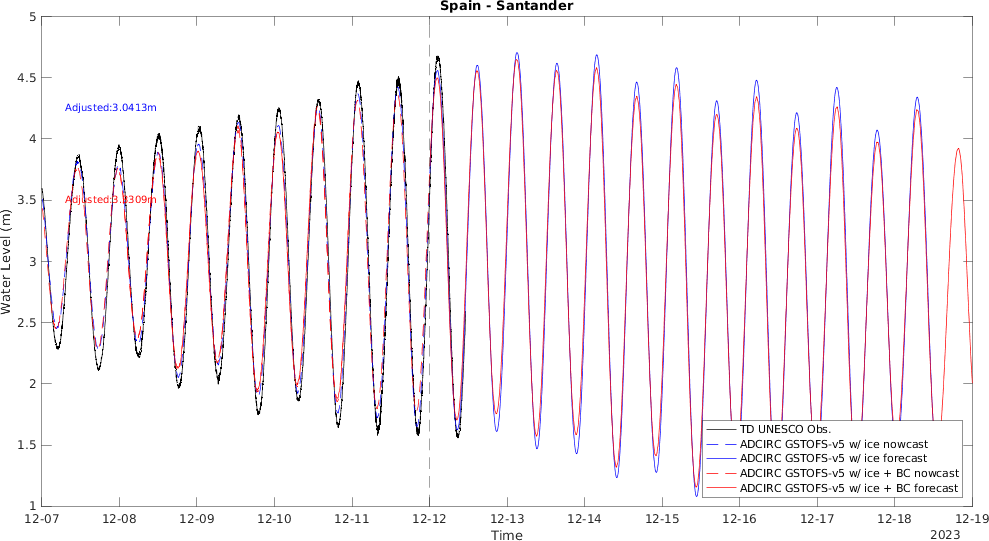 Spain - Santander
5
4.5
4
3.5
3
2.5
2
1.5
1
Water Level (m)
Adjusted:3.0413m
Adjusted:3.3309m
TD UNESCO Obs.
ADCIRC GSTOFS-v5 w/ ice nowcast
ADCIRC GSTOFS-v5 w/ ice forecast
ADCIRC GSTOFS-v5 w/ ice + BC nowcast
ADCIRC GSTOFS-v5 w/ ice + BC forecast
12-07 12-08 12-09 12-10 12-11 12-12 12-13 12-14 12-15 12-16 12-17 12-18 12-19
Time
2023